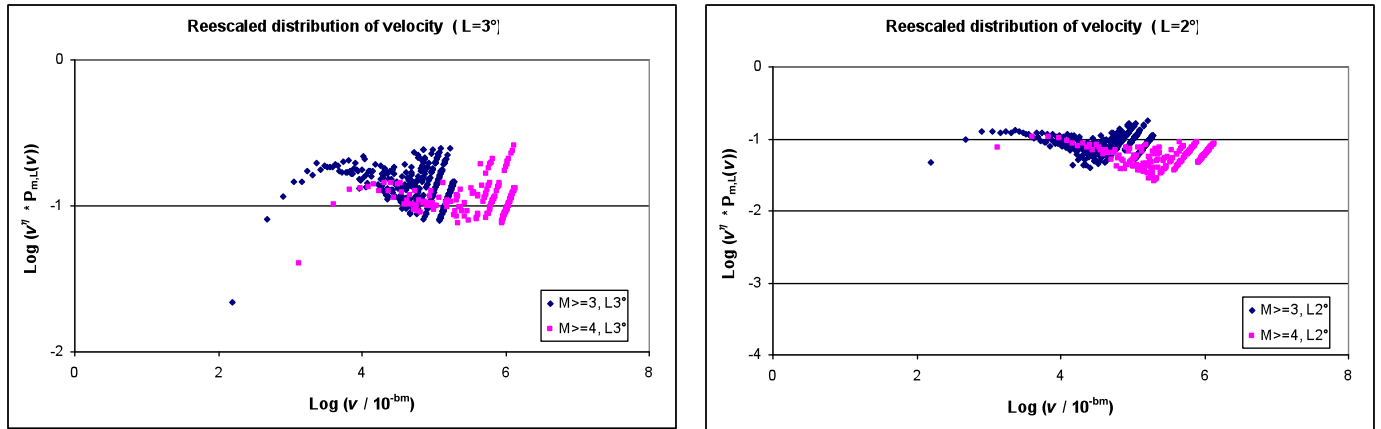 Reescaled distribution of velocity ( L=3°)
0
-1
-2
0 2 4 6 8
Log (v^η * P_m,L(v))
Log (v / 10^-bm)
M>=3, L3°
M>=4, L3°
Reescaled distribution of velocity ( L=2°)
0
-1
-2
-3
-4
0 2 4 6 8
Log (v^η * P_m,L(v))
Log (v / 10^-bm)
M>=3, L2°
M>=4, L2°